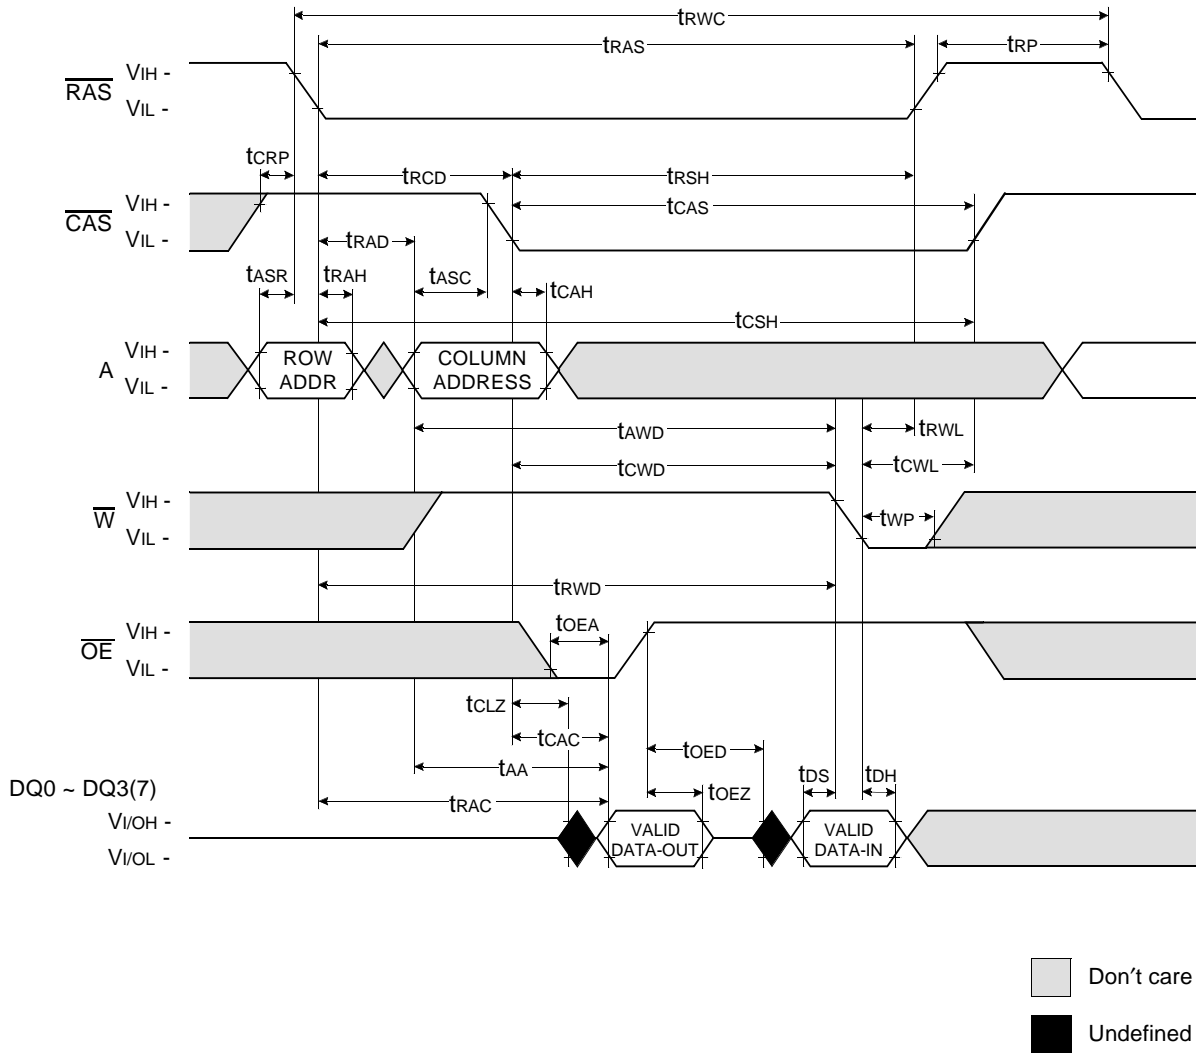 tRWC
tRAS
tRP
RAS
VIH -
VIL -
tCRP
tRCD
tRSH
CAS
VIH -
VIL -
tCAS
tRAD
tASR
tRAH
tASC
tCAH
tCSH
A
VIH -
VIL -
ROW
ADDR
COLUMN
ADDRESS
tAWD
tRWL
tCWD
tCWL
W
VIH -
VIL -
tWP
tRWD
OE
VIH -
VIL -
tOEA
tCLZ
tCAC
tOED
tAA
tDS
tDH
tOEZ
DQ0 ~ DQ3(7)
tRAC
VI/OH -
VI/OL -
VALID
DATA-OUT
VALID
DATA-IN
Don′t care
Undefined